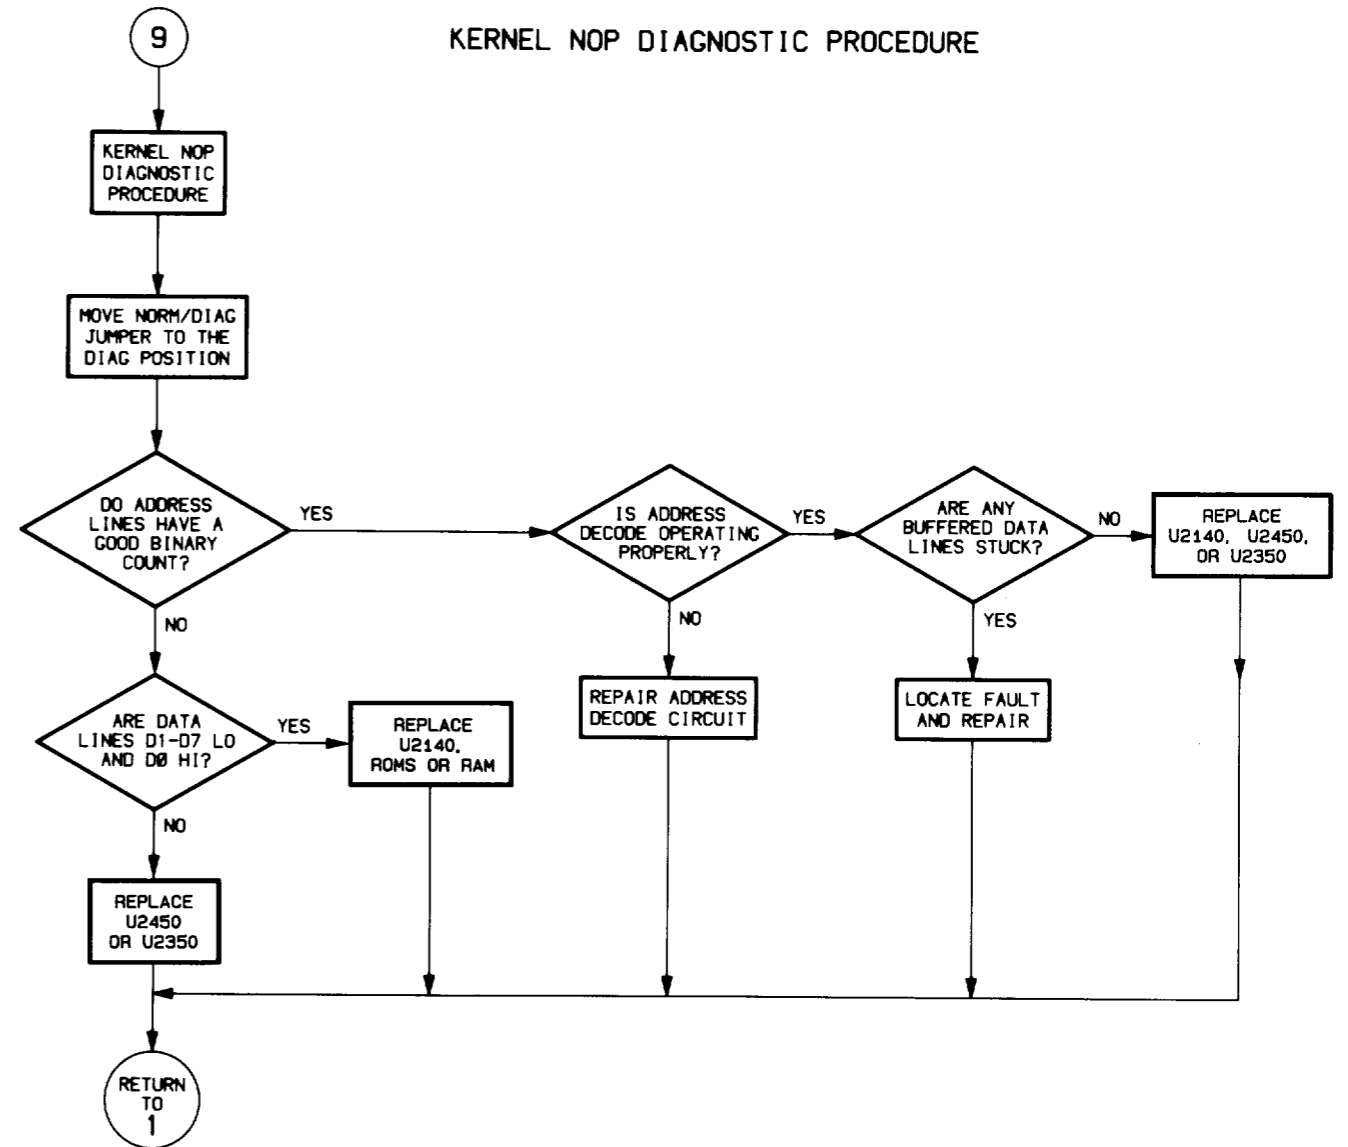 9
KERNEL NOP DIAGNOSTIC PROCEDURE
KERNEL NOP
DIAGNOSTIC
PROCEDURE
MOVE NORM/DIAG
JUMPER TO THE
DIAG POSITION
DO ADDRESS
LINES HAVE A
GOOD BINARY
COUNT?
YES
IS ADDRESS
DECODE OPERATING
PROPERLY?
YES
ARE ANY
BUFFERED DATA
LINES STUCK?
NO
REPLACE
U2140, U2450,
OR U2350
NO
NO
YES
ARE DATA
LINES D1-D7 LO
AND DØ HI?
YES
REPLACE
U2140,
ROMS OR RAM
REPAIR ADDRESS
DECODE CIRCUIT
LOCATE FAULT
AND REPAIR
NO
REPLACE
U2450
OR U2350
RETURN
TO
1